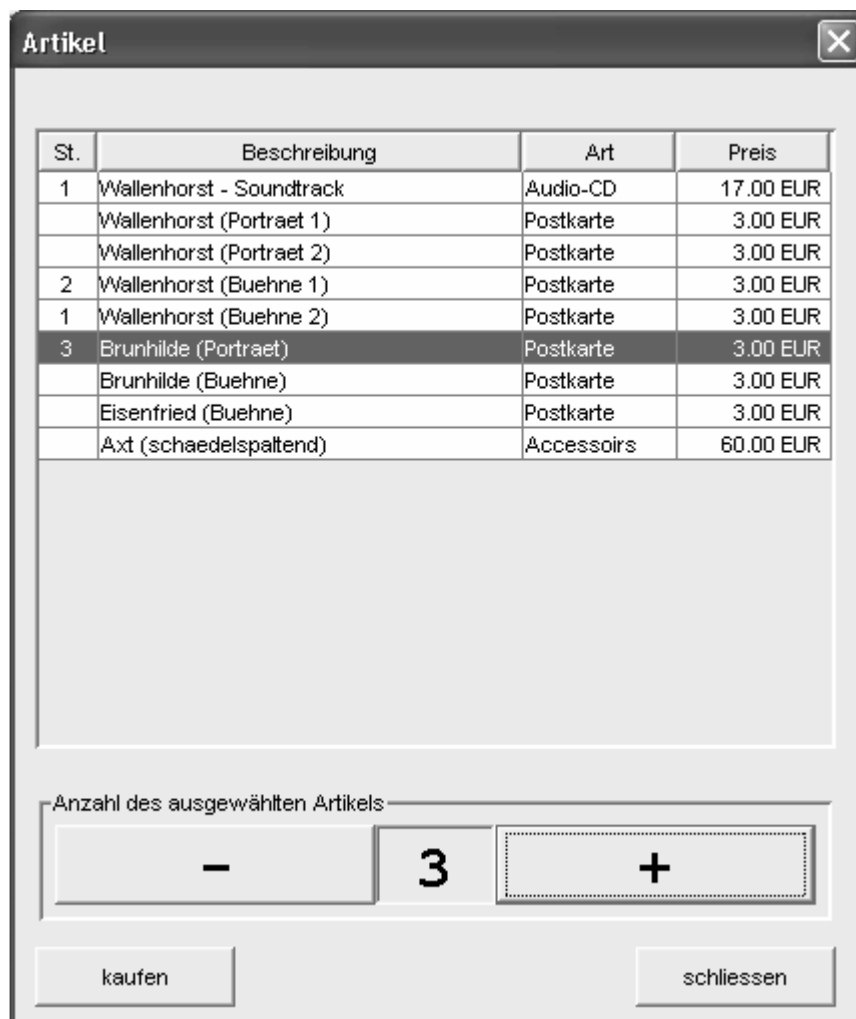 Artikel
St. Beschreibung Art Preis
1 Wallenhorst - Soundtrack Audio-CD 17.00 EUR
Wallenhorst (Portraet 1) Postkarte 3.00 EUR
Wallenhorst (Portraet 2) Postkarte 3.00 EUR
2 Wallenhorst (Buehne 1) Postkarte 3.00 EUR
1 Wallenhorst (Buehne 2) Postkarte 3.00 EUR
3 Brunhilde (Portraet) Postkarte 3.00 EUR
Brunhilde (Buehne) Postkarte 3.00 EUR
Eisenfried (Buehne) Postkarte 3.00 EUR
Axt (schaedelspaltend) Accessoirs 60.00 EUR
Anzahl des ausgewählten Artikels
- 3 +
kaufen schliessen